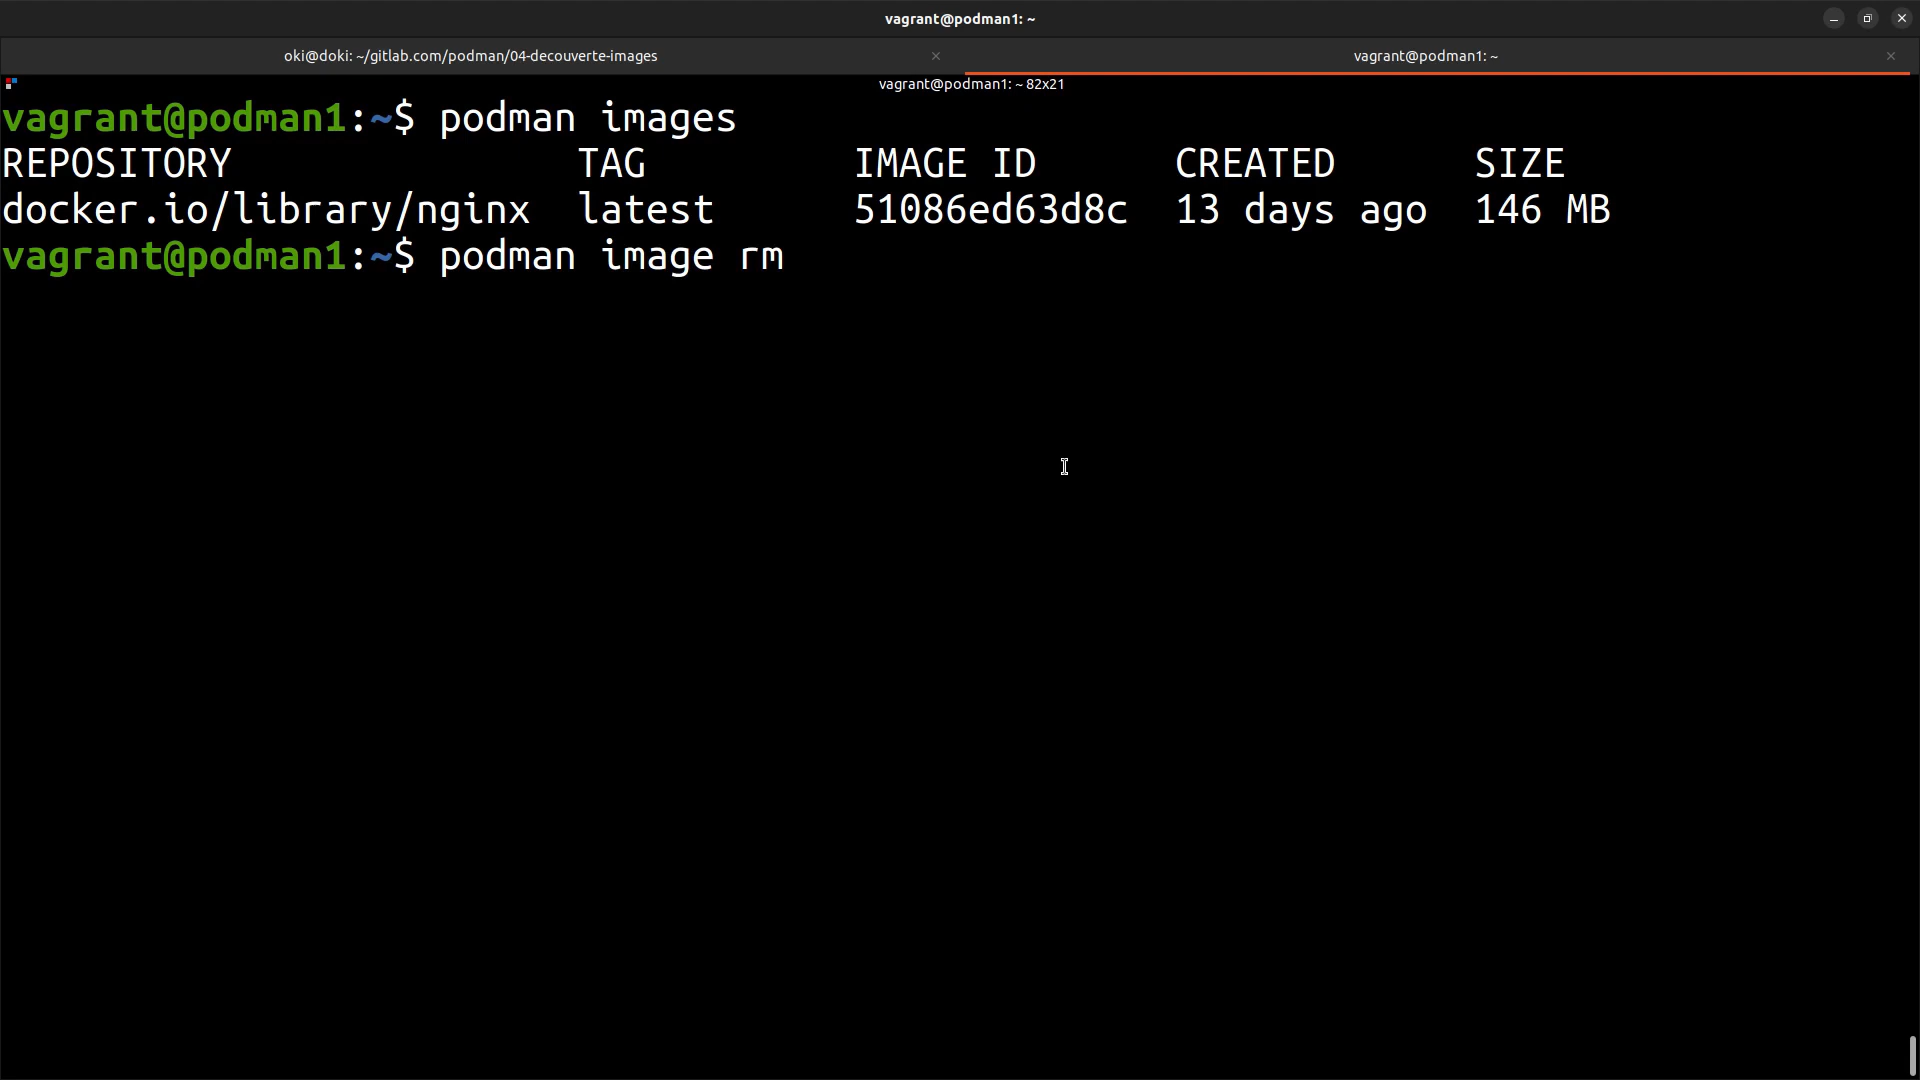 vagrant@podman1: ~
oki@doki: ~/gitlab.com/podman/04-decouverte-images
vagrant@podman1: ~
vagrant@podman1: ~ 82x21
vagrant@podman1:~$ podman images
REPOSITORY TAG IMAGE ID CREATED SIZE
docker.io/library/nginx latest 51086ed63d8c 13 days ago 146 MB
vagrant@podman1:~$ podman image rm